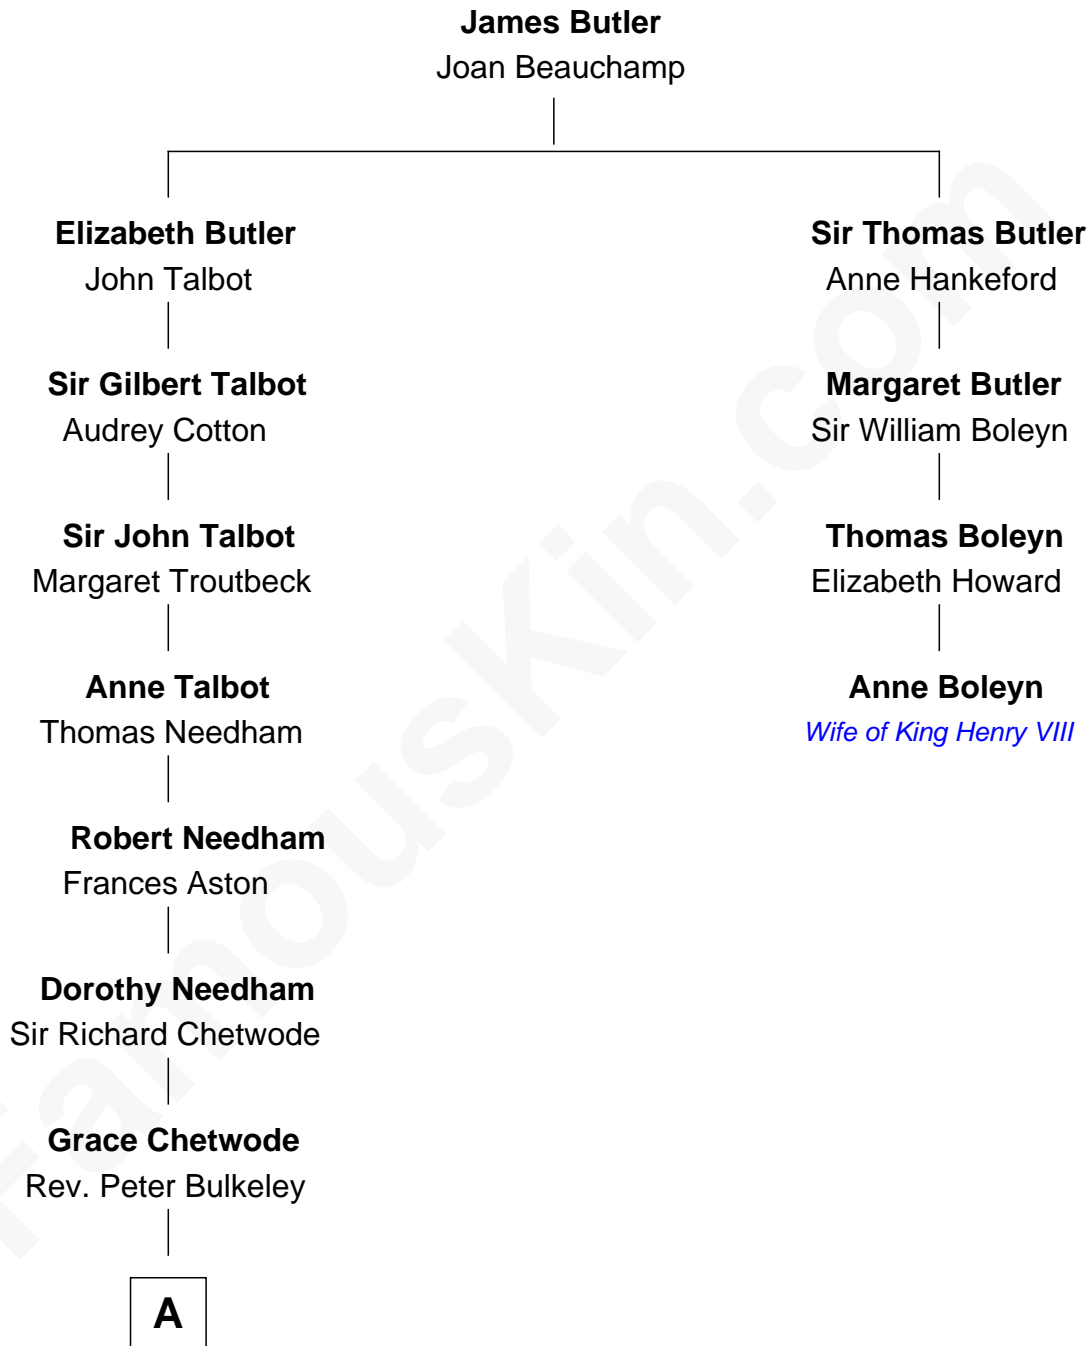 James Butler
Joan Beauchamp
Elizabeth Butler
John Talbot
Sir Gilbert Talbot
Audrey Cotton
Sir John Talbot
Margaret Troutbeck
Anne Talbot
Thomas Needham
Robert Needham
Frances Aston
Dorothy Needham
Sir Richard Chetwode
Grace Chetwode
Rev. Peter Bulkeley
A
Sir Thomas Butler
Anne Hankeford
Margaret Butler
Sir William Boleyn
Thomas Boleyn
Elizabeth Howard
Anne Boleyn
Wife of King Henry VIII
FamousKin.com